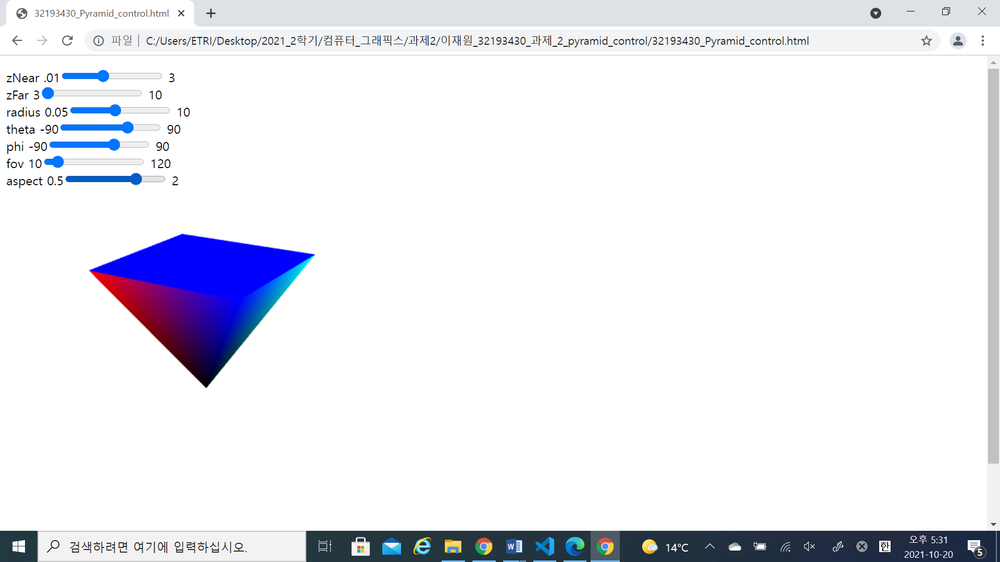 32193430_Pyramid_control.html
파일 C:/Users/ETRI/Desktop/2021_2학기/컴퓨터_그래픽스/과제2/이재원_32193430_과제_2_pyramid_control/32193430_Pyramid_control.html
zNear .01 3
zFar 3 10
radius 0.05 10
theta -90 90
phi -90 90
fov 10 120
aspect 0.5 2
검색하려면 여기에 입력하십시오.
14°C
한
오후 5:31
2021-10-20
5